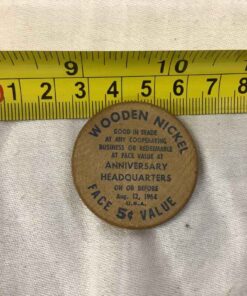 9 10
1 2 3 4 5 6 7 8
WOODEN NICKEL
GOOD IN TRADE
AT ANY COOPERATING
BUSINESS OR REDEEMABLE
AT FACE VALUE AT
ANNIVERSARY
HEADQUARTERS
ON OR BEFORE
Aug. 12, 1964
U.S.A.
FACE 5¢ VALUE